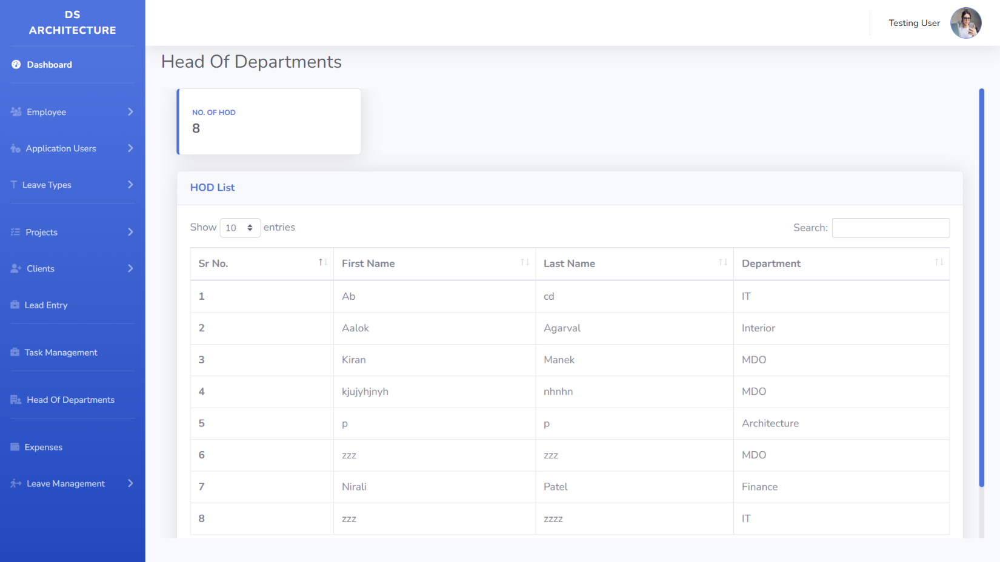 DS
ARCHITECTURE
Dashboard
Employee
Application Users
Leave Types
Projects
Clients
Lead Entry
Task Management
Head Of Departments
Expenses
Leave Management
Testing User
Head Of Departments
NO. OF HOD
8
HOD List
Show 10 entries
Search:
Sr No. First Name Last Name Department
1 Ab cd IT
2 Aalok Agarval Interior
3 Kiran Manek MDO
4 kjujyhjnyh nhnhn MDO
5 p p Architecture
6 zzz zzz MDO
7 Nirali Patel Finance
8 zzz zzzz IT